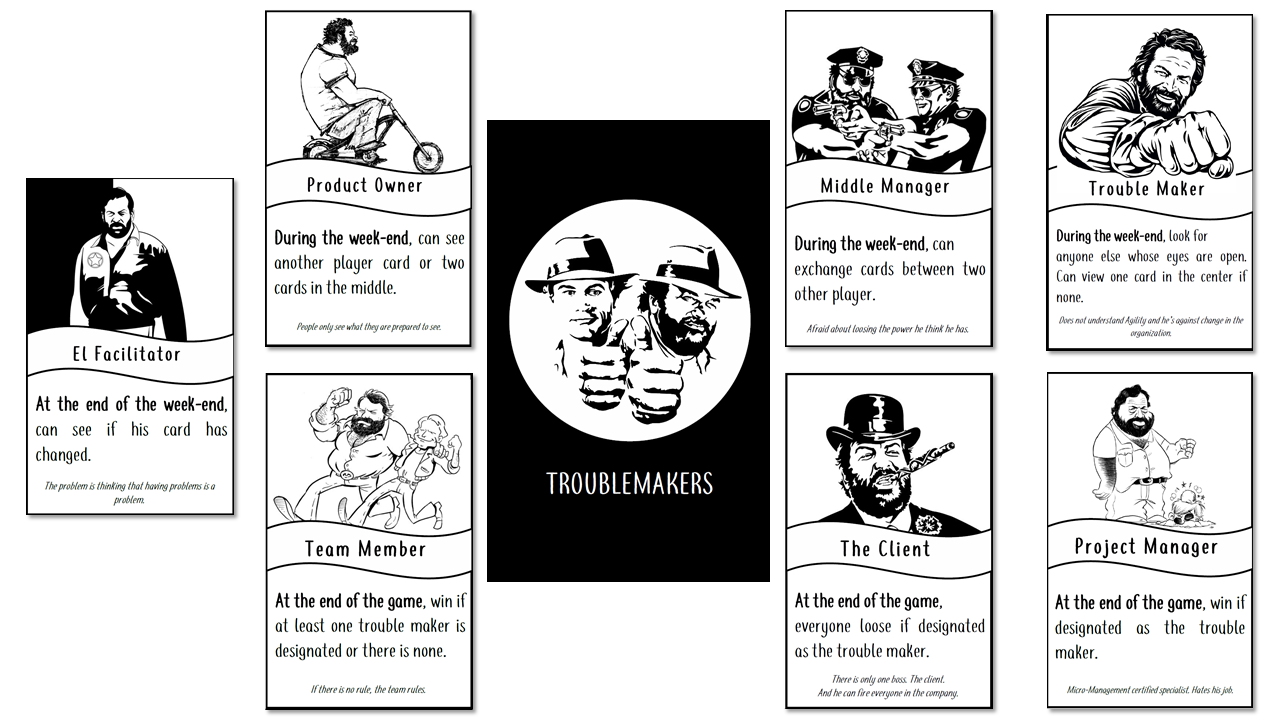 El Facilitator
At the end of the week-end,
can see if his card has
changed.
The problem is thinking that having problems is a
problem.
Product Owner
During the week-end, can see
another player card or two
cards in the middle.
People only see what they are prepared to see.
Team Member
At the end of the game, win if
at least one trouble maker is
designated or there is none.
If there is no rule, the team rules.
TROUBLEMAKERS
Middle Manager
During the week-end, can
exchange cards between two
other player.
Afraid about loosing the power he think he has.
The Client
At the end of the game,
everyone loose if designated
as the trouble maker.
There is only one boss. The client.
And he can fire everyone in the company.
Trouble Maker
During the week-end, look for
anyone else whose eyes are open.
Can view one card in the center if
none.
Does not understand Agility and he's against change in the
organization.
Project Manager
At the end of the game, win if
designated as the trouble
maker.
Micro-Management certified specialist. Hates his job.